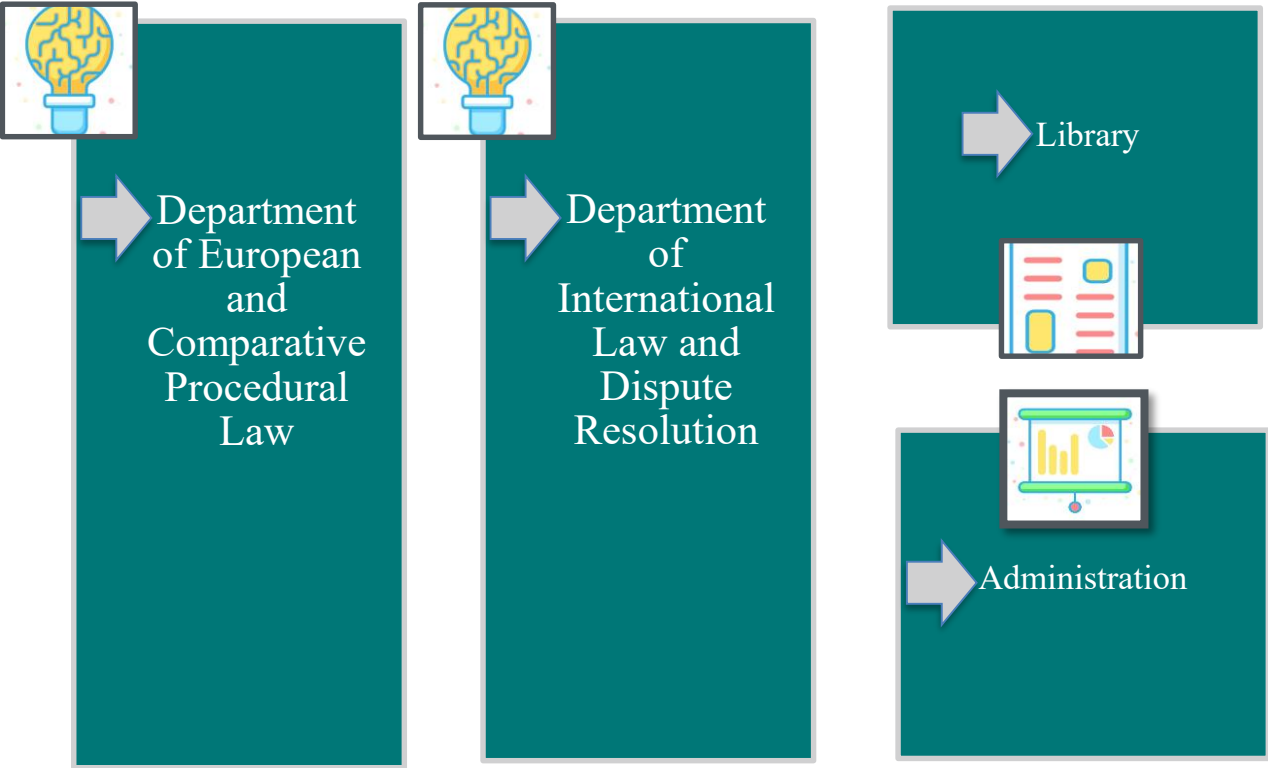 Department
of European
and
Comparative
Procedural
Law
Department
of
International
Law and
Dispute
Resolution
Library
Administration